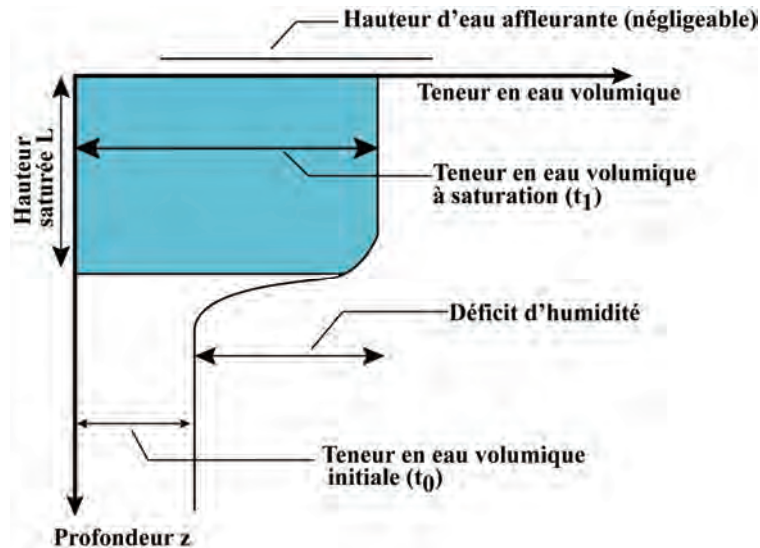 Hauteur d'eau affleurante (négligeable)
Teneur en eau volumique
Hauteur
saturée L
Teneur en eau volumique
à saturation (t1)
Déficit d'humidité
Teneur en eau volumique
initiale (t0)
Profondeur z